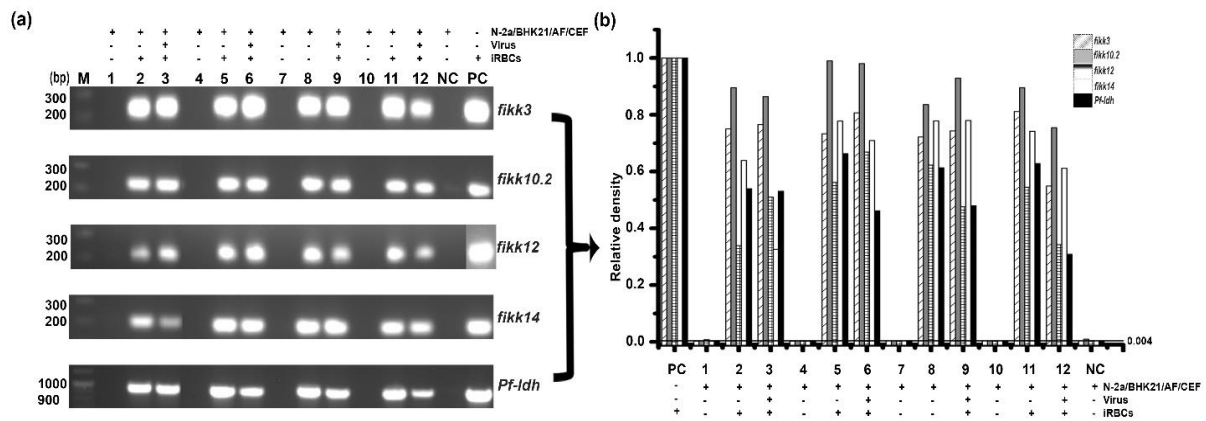 (a)
+ + + + + + + + + + + + + - N-2a/BHK21/AF/CEF
- - + - - + - - + - - + - - Virus
- + + - + + - + + - + + - + iRBCs
(bp) M 1 2 3 4 5 6 7 8 9 10 11 12 NC PC
300
200
fikk3
300
200
fikk10.2
300
200
fikk12
300
200
fikk14
1000
900
Pf-ldh
(b)
fikk3
fikk10.2
fikk12
fikk14
Pf-ldh
Relative density
1.0
0.8
0.6
0.4
0.2
0.0
0.004
PC 1 2 3 4 5 6 7 8 9 10 11 12 NC
- + + + + + + + + + + + + + N-2a/BHK21/AF/CEF
- - - + - - + - - + - - + - Virus
+ - + + - + + - + + - + + - iRBCs